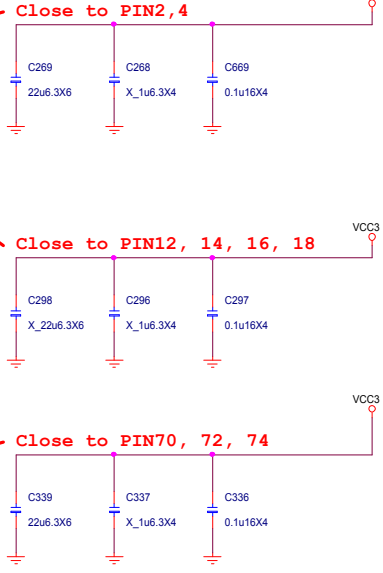 Close to PIN2,4
C269
C268
C669
22u6.3X6
X_1u6.3X4
0.1u16X4
VCC3
Close to PIN12, 14, 16, 18
C298
C296
C297
X_22u6.3X6
X_1u6.3X4
0.1u16X4
VCC3
Close to PIN70, 72, 74
C339
C337
C336
22u6.3X6
X_1u6.3X4
0.1u16X4